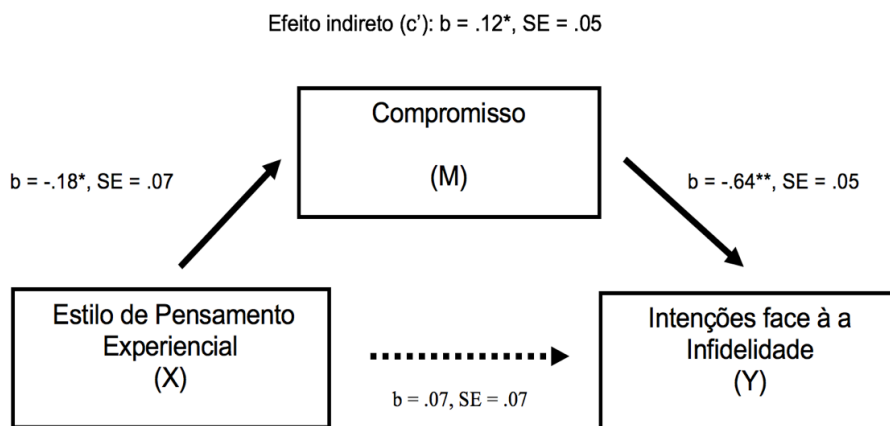 Efeito indireto (c’): b = .12*, SE = .05
Compromisso
(M)
b = -.18*, SE = .07
b = -.64**, SE = .05
Estilo de Pensamento
Experiencial
(X)
Intenções face à a
Infidelidade
(Y)
b = .07, SE = .07